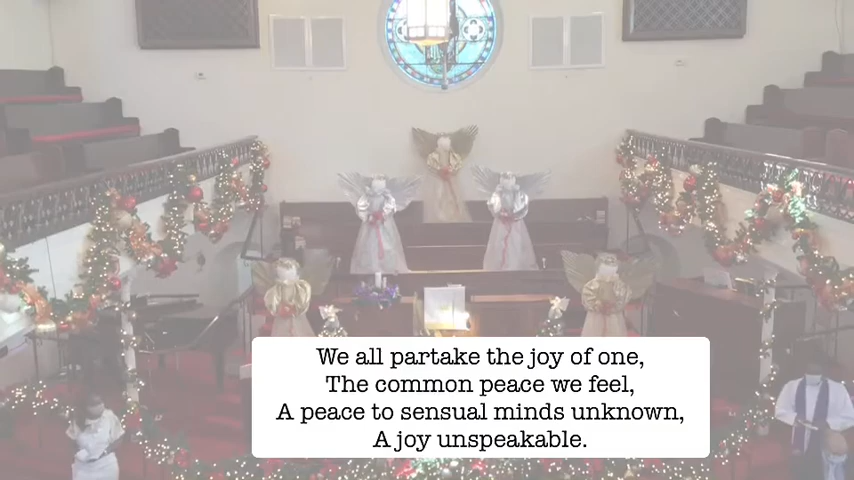 We all partake the joy of one,
The common peace we feel,
A peace to sensual minds unknown,
A joy unspeakable.